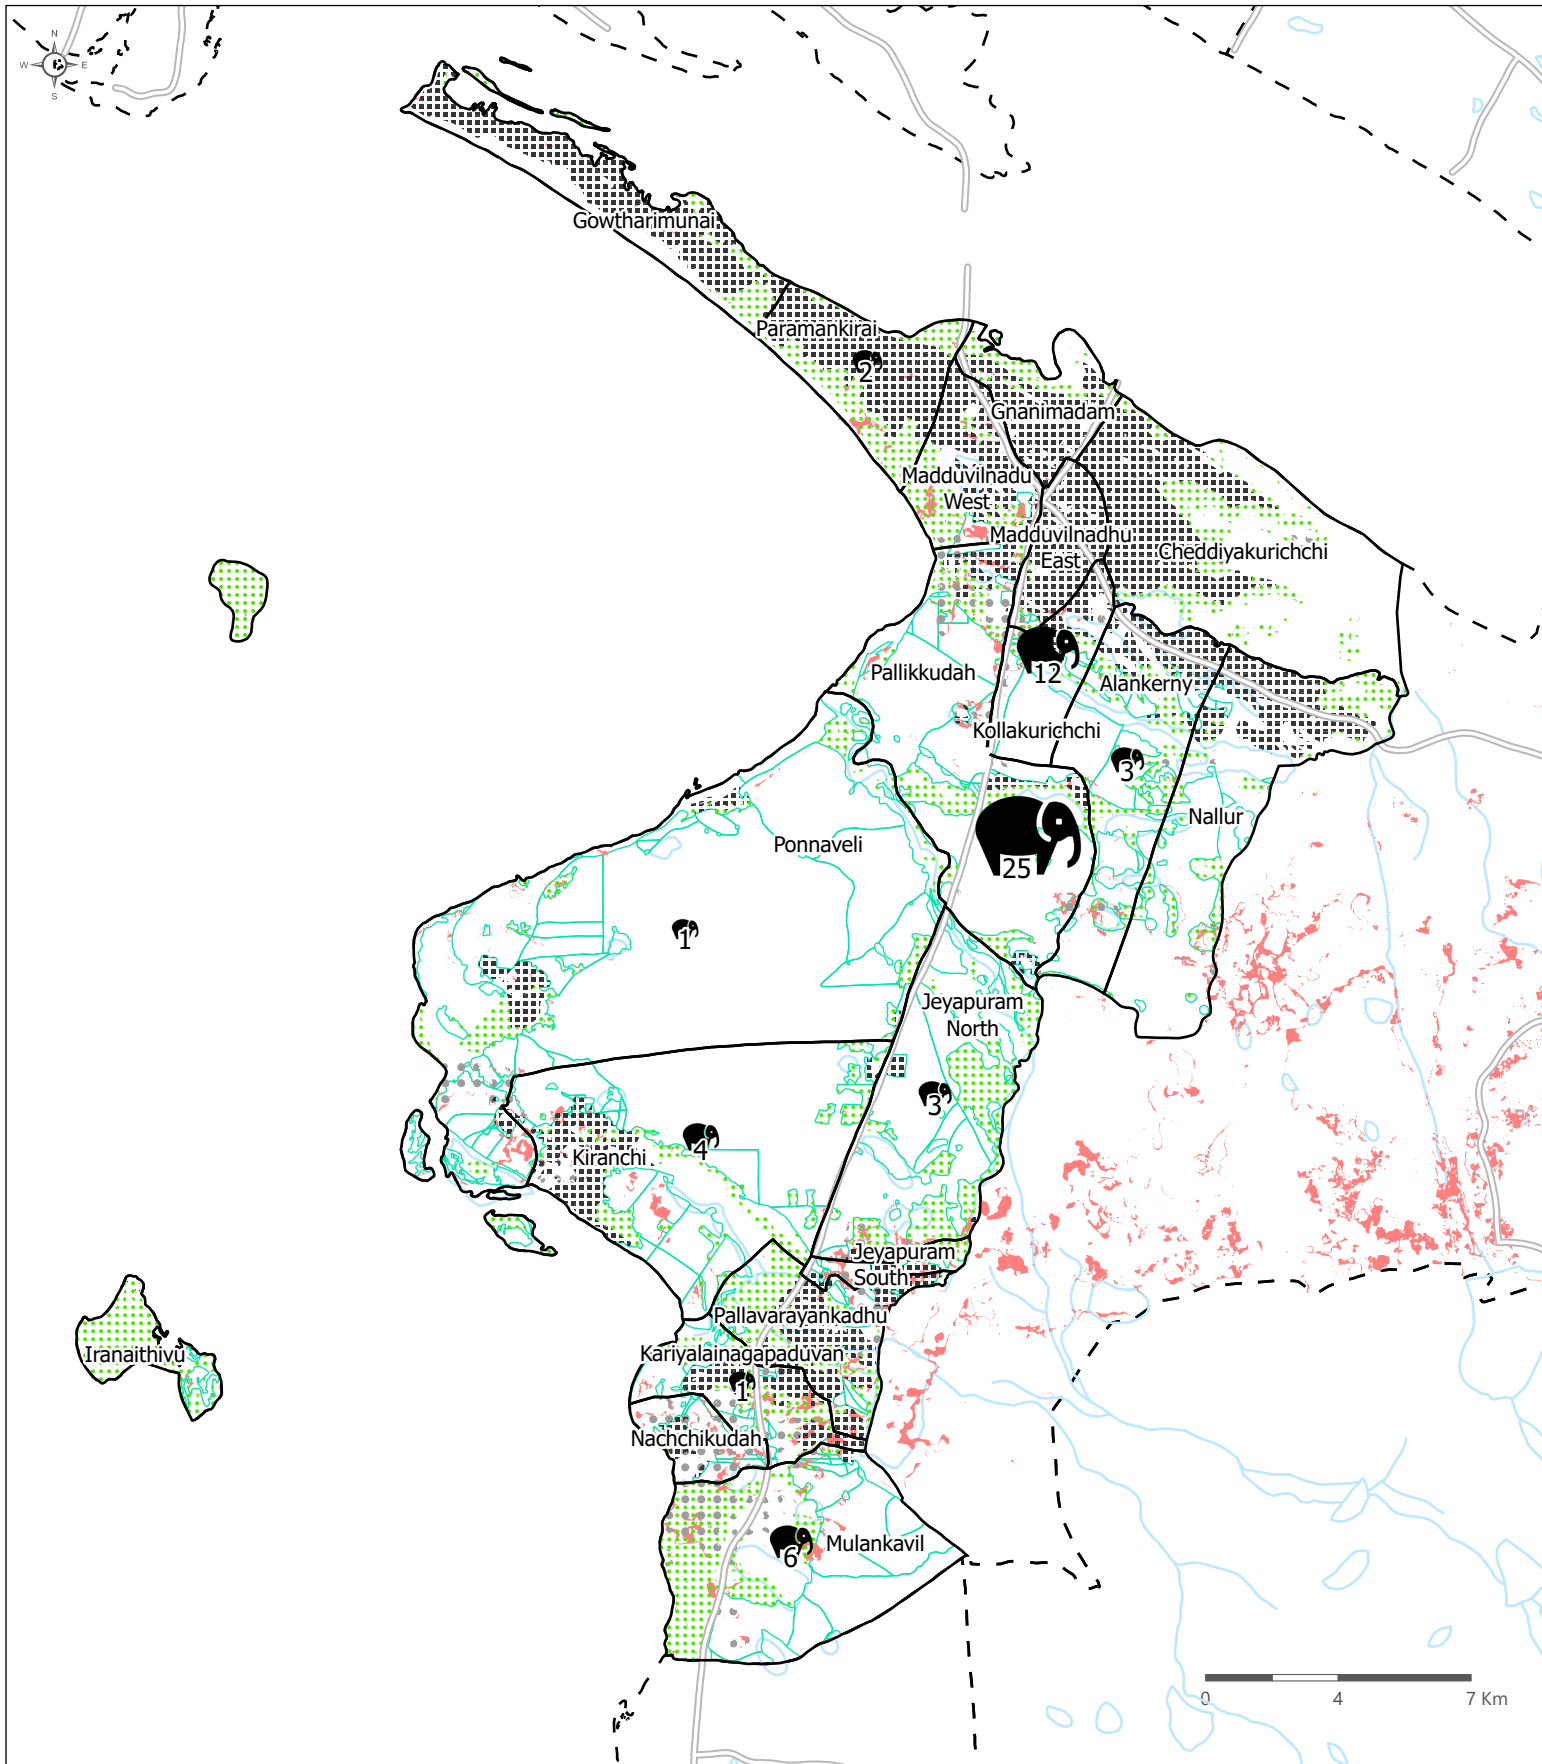 N
W E
S
Gowtharimunai
Paramankirai
2
Gnanimadam
Madduvilnadu
West
Madduvilnadhu
East
Cheddiyakurichchi
Pallikkudah
12
Alankerny
Kollakurichchi
3
Nallur
Ponnaveli
25
1
Jeyapuram
North
3
4
Kiranchi
Jeyapuram
South
Pallavarayankadhu
Iranaithivu
Kariyalainagapaduvan
1
Nachchikudah
6
Mulankavil
0 4 7 Km